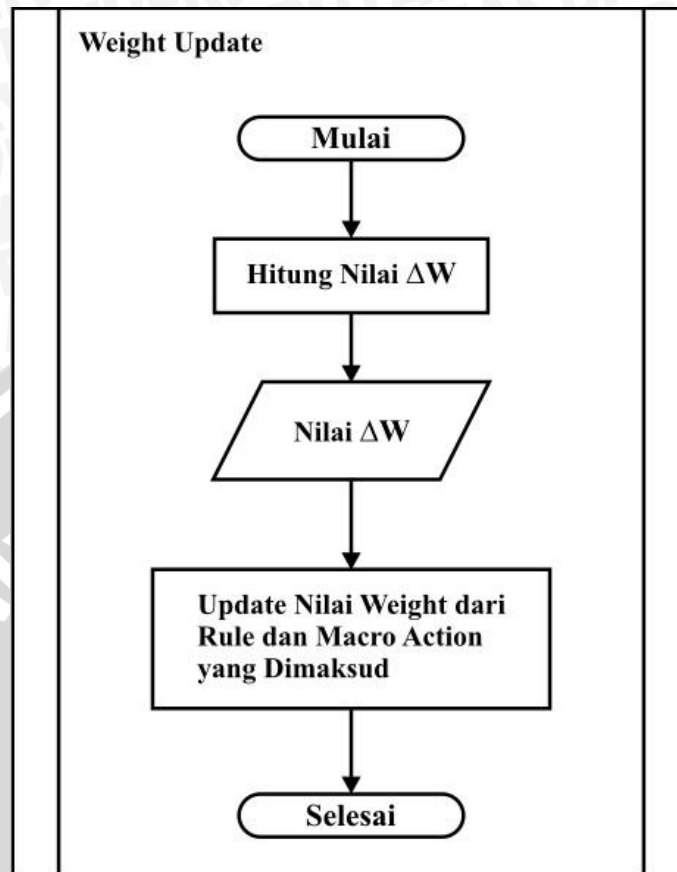 Weight Update
Mulai
Hitung Nilai ∆W
Nilai ∆W
Update Nilai Weight dari
Rule dan Macro Action
yang Dimaksud
Selesai